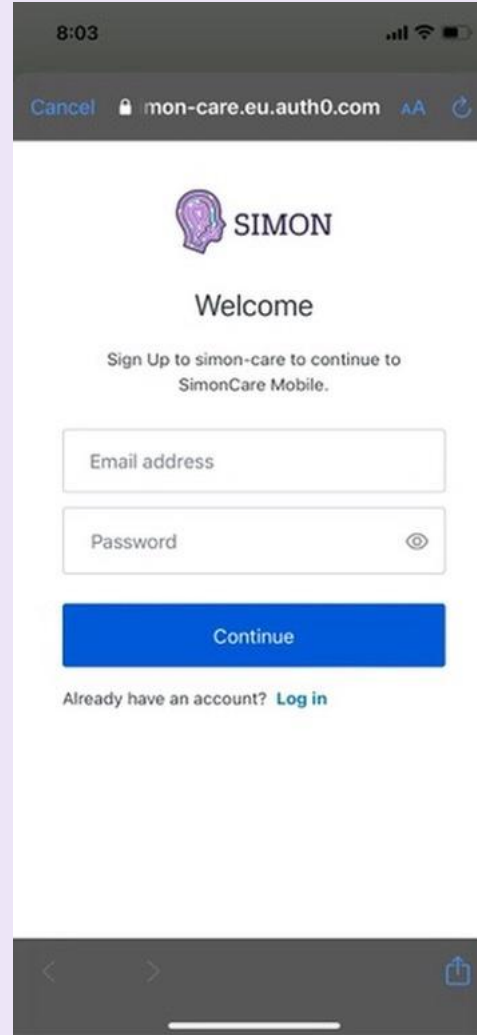 8:03
Cancel mon-care.eu.auth0.com AA
SIMON
Welcome
Sign Up to simon-care to continue to
SimonCare Mobile.
Email address
Password
Continue
Already have an account? Log in